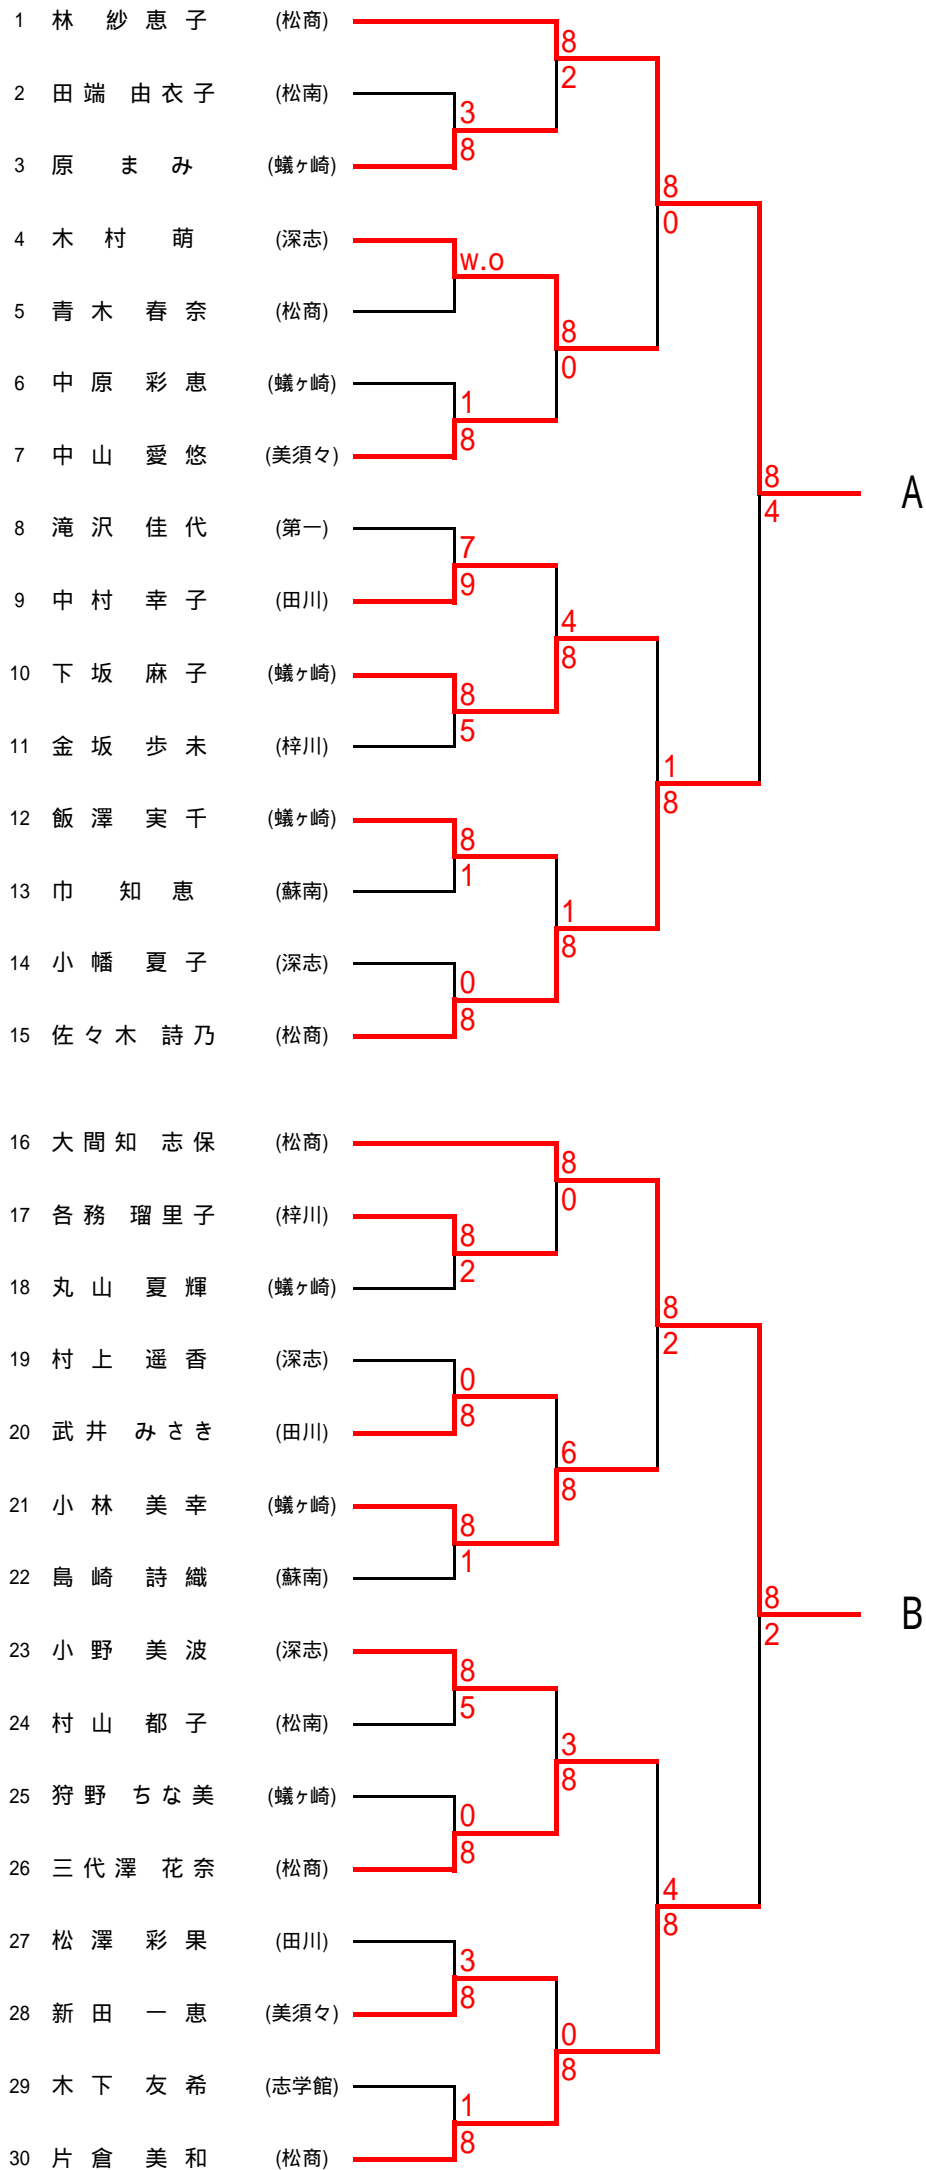 1 林 紗恵子 (松商)
8
2
2 田端 由衣子 (松南)
3
8
3 原 まみ (蟻ヶ崎)
8
0
4 木村 萌 (深志)
w.o
5 青木 春奈 (松商)
8
0
6 中原 彩恵 (蟻ヶ崎)
1
8
7 中山 愛悠 (美須々)
8
4
A
8 滝沢 佳代 (第一)
7
9
9 中村 幸子 (田川)
4
8
10 下坂 麻子 (蟻ヶ崎)
8
5
11 金坂 歩未 (梓川)
1
8
12 飯澤 実千 (蟻ヶ崎)
8
1
13 巾 知恵 (蘇南)
1
8
14 小幡 夏子 (深志)
0
8
15 佐々木 詩乃 (松商)
16 大間知 志保 (松商)
8
0
17 各務 瑠里子 (梓川)
8
2
18 丸山 夏輝 (蟻ヶ崎)
8
2
19 村上 遥香 (深志)
0
8
20 武井 みさき (田川)
6
8
21 小林 美幸 (蟻ヶ崎)
8
1
22 島崎 詩織 (蘇南)
8
2
B
23 小野 美波 (深志)
8
5
24 村山 都子 (松南)
3
8
25 狩野 ちな美 (蟻ヶ崎)
0
8
26 三代澤 花奈 (松商)
4
8
27 松澤 彩果 (田川)
3
8
28 新田 一恵 (美須々)
0
8
29 木下 友希 (志学館)
1
8
30 片倉 美和 (松商)